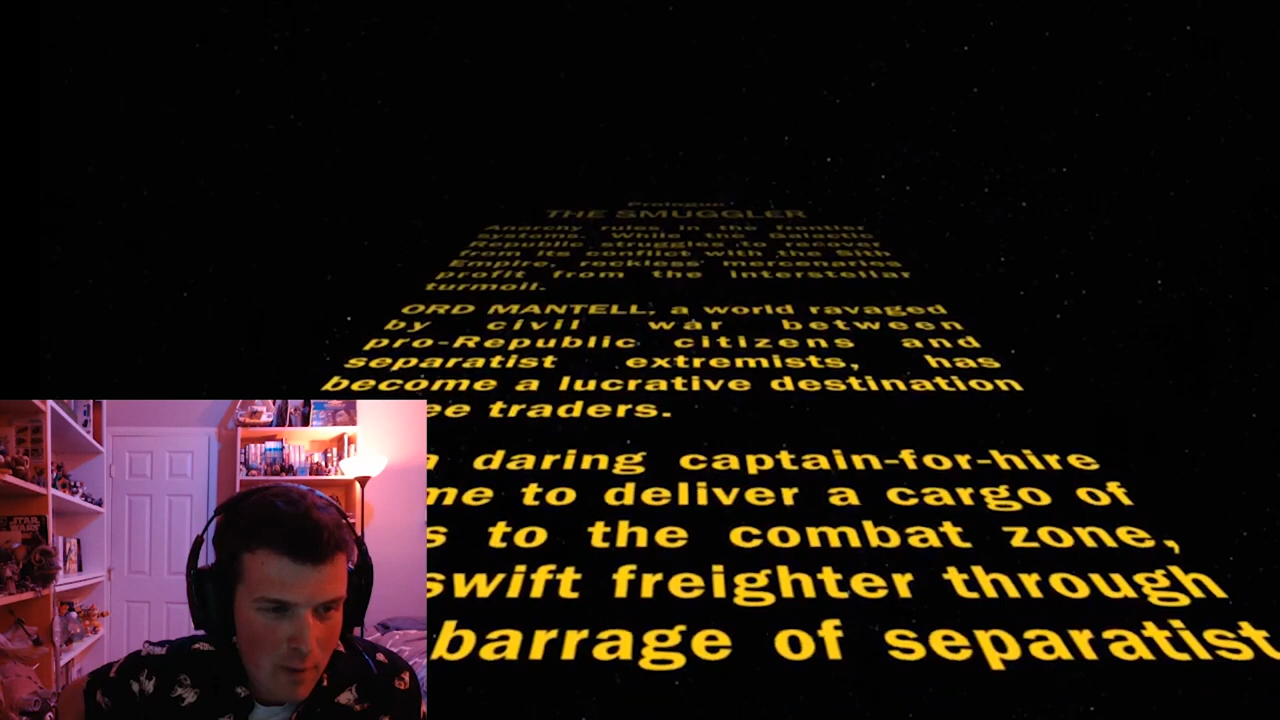 Prologue
THE SMUGGLER
Anarchy rules in the frontier
systems. While the Galactic
Republic struggles to recover
from its conflict with the Sith
Empire, reckless mercenaries
profit from the interstellar
turmoil.
ORD MANTELL, a world ravaged
by civil war between
pro-Republic citizens and
separatist extremists, has
become a lucrative destination
ee traders.
daring captain-for-hire
me to deliver a cargo of
s to the combat zone,
swift freighter through
barrage of separatist
STAR
WARS